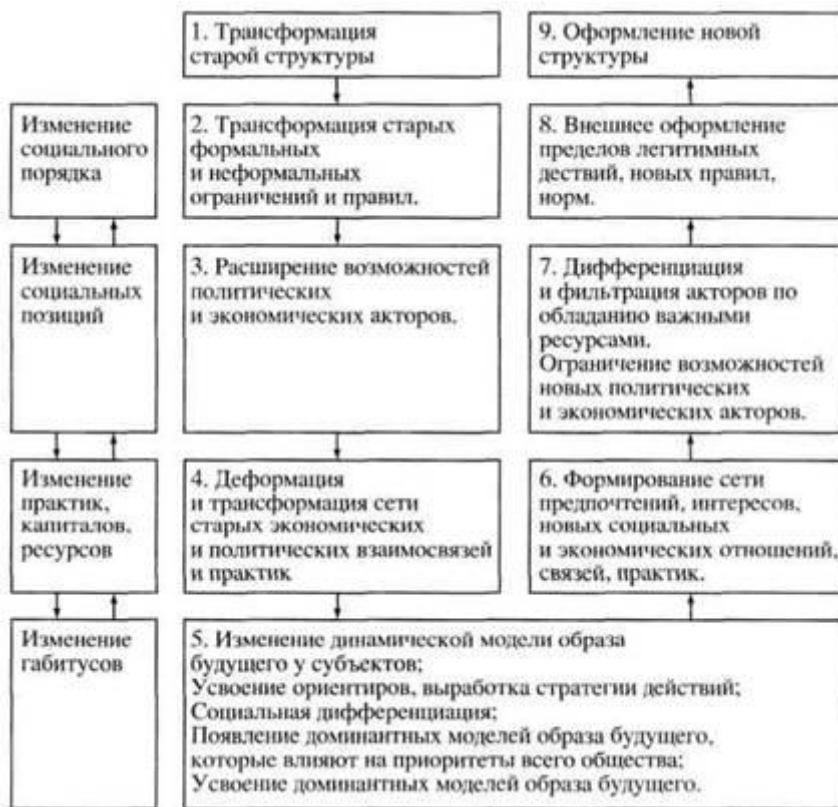 1. Трансформация
старой структуры
9. Оформление новой
структуры
Изменение
социального
порядка
2. Трансформация старых
формальных
и неформальных
ограничений и правил.
8. Внешнее оформление
пределов легитимных
дествий, новых правил,
норм.
Изменение
социальных
позиций
3. Расширение возможностей
политических
и экономических акторов.
7. Дифференциация
и фильтрация акторов по
обладанию важными
ресурсами.
Ограничение возможностей
новых политических
и экономических акторов.
Изменение
практик,
капиталов,
ресурсов
4. Деформация
и трансформация сети
старых экономических
и политических взаимосвязей
и практик
6. Формирование сети
предпочтений, интересов,
новых социальных
и экономических отношений,
связей, практик.
Изменение
габитусов
5. Изменение динамической модели образа
будущего у субъектов;
Усвоение ориентиров, выработка стратегии действий;
Социальная дифференциация;
Появление доминантных моделей образа будущего,
которые влияют на приоритеты всего общества;
Усвоение доминантных моделей образа будущего.